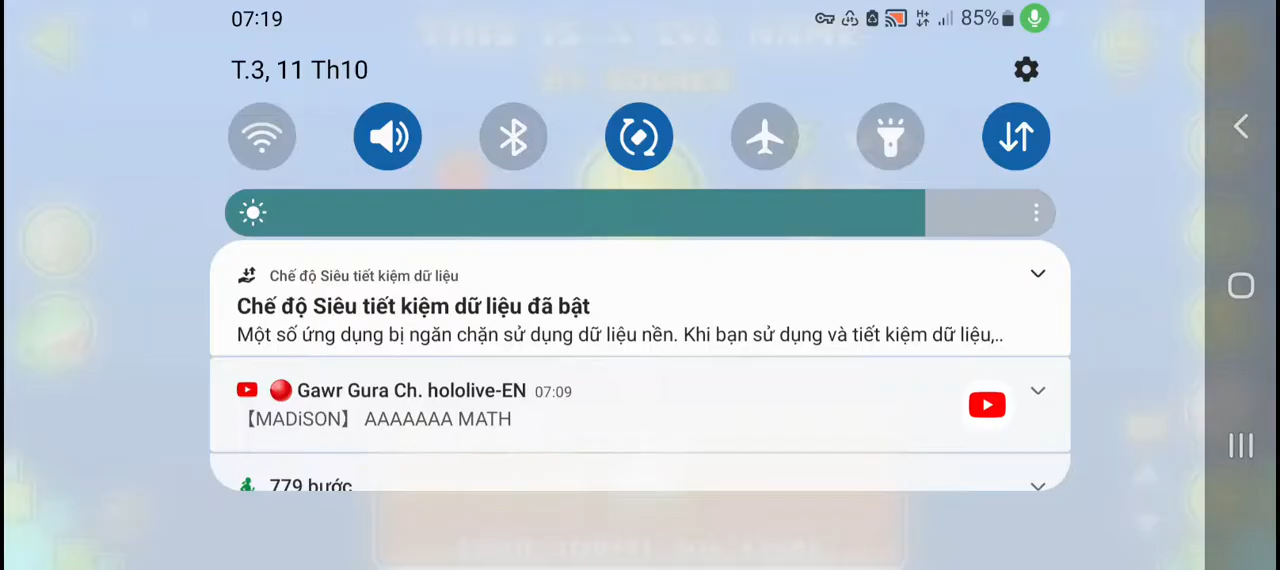 07:19
H+
85%
T.3, 11 Th10
Chế độ Siêu tiết kiệm dữ liệu
Chế độ Siêu tiết kiệm dữ liệu đã bật
Một số ứng dụng bị ngăn chặn sử dụng dữ liệu nền. Khi bạn sử dụng và tiết kiệm dữ liệu,..
Gawr Gura Ch. hololive-EN 07:09
【MADiSON】 AAAAAAA MATH
779 bước